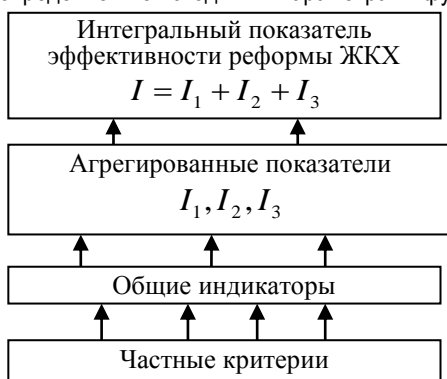 Интегральный показатель
эффективности реформы ЖКХ
I = I₁ + I₂ + I₃
Агрегированные показатели
I₁, I₂, I₃
Общие индикаторы
Частные критерии